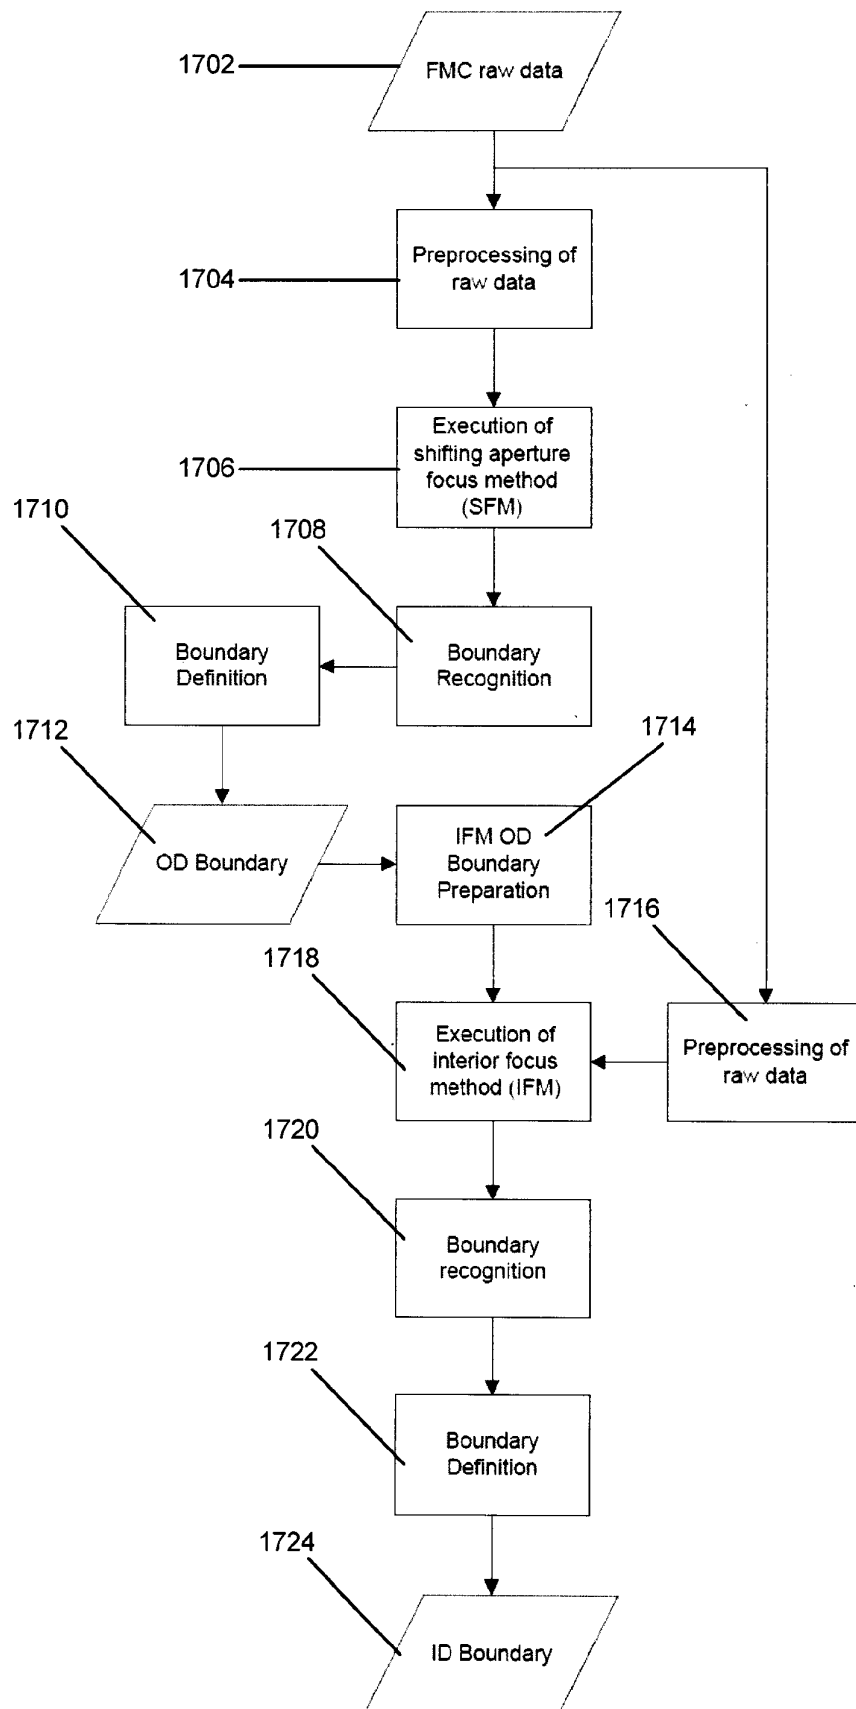 1702
FMC raw data
1704
Preprocessing of
raw data
1706
Execution of
shifting aperture
focus method
(SFM)
1710
1708
Boundary
Definition
Boundary
Recognition
1712
1714
OD Boundary
IFM OD
Boundary
Preparation
1716
1718
Execution of
interior focus
method (IFM)
Preprocessing of
raw data
1720
Boundary
recognition
1722
Boundary
Definition
1724
ID Boundary